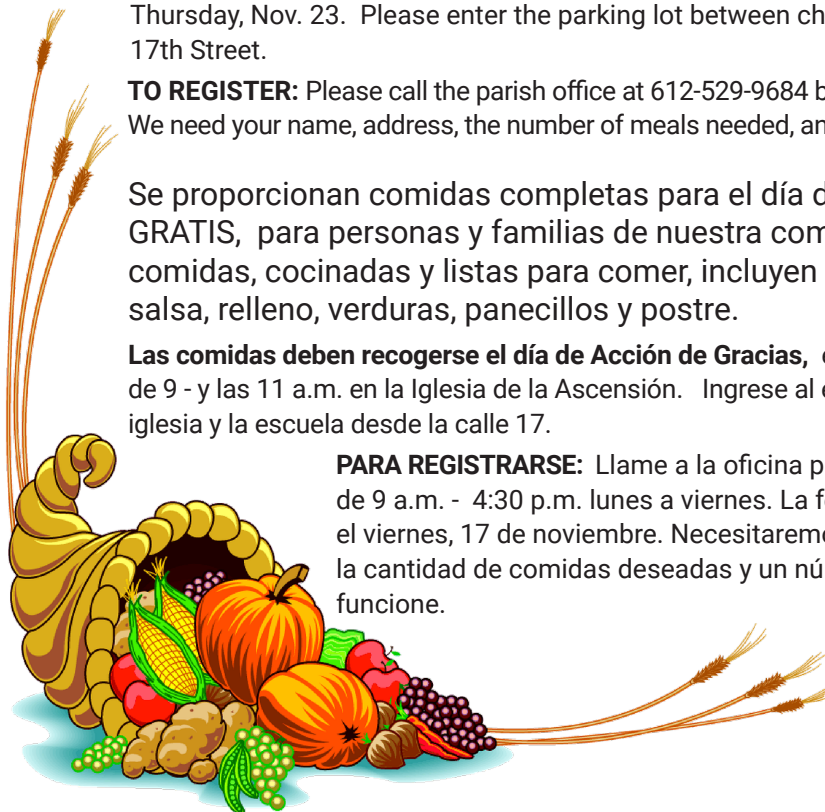 Thursday, Nov. 23. Please enter the parking lot between ch
17th Street.
TO REGISTER: Please call the parish office at 612-529-9684 b
We need your name, address, the number of meals needed, an
Se proporcionan comidas completas para el día d
GRATIS, para personas y familias de nuestra com
comidas, cocinadas y listas para comer, incluyen
salsa, relleno, verduras, panecillos y postre.
Las comidas deben recogerse el día de Acción de Gracias,
de 9 - y las 11 a.m. en la Iglesia de la Ascensión. Ingrese al
iglesia y la escuela desde la calle 17.
PARA REGISTRARSE: Llame a la oficina p
de 9 a.m. - 4:30 p.m. lunes a viernes. La f
el viernes, 17 de noviembre. Necesitarem
la cantidad de comidas deseadas y un nú
funcione.